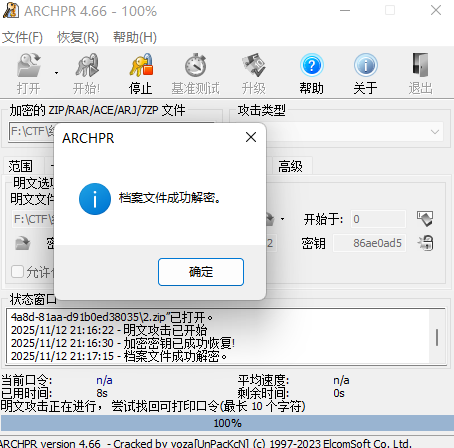 ARCHPR 4.66 - 100%
文件(F) 恢复(R) 帮助(H)
打开 开始! 停止 基准测试 升级 帮助 关于 退出
加密的 ZIP/RAR/ACE/ARJ/7ZP 文件 攻击类型
F:\CTF\
ARCHPR
范围 高级
明文选项
明文文件
档案文件成功解密。
F:\CTF\ 开始于: 0
密 2 密钥 86ae0ad5
允许
确定
状态窗口
4a8d-81aa-d91b0ed38035\2.zip"已打开。
2025/11/12 21:16:22 - 明文攻击已开始
2025/11/12 21:16:30 - 加密密钥已成功恢复!
2025/11/12 21:17:15 - 档案文件成功解密。
当前口令: n/a 平均速度: n/a
已用时间: 8s 剩余时间: 0s
明文攻击正在进行，尝试找回可打印口令(最长 10 个字符)
100%
ARCHPR version 4.66 - Cracked by yoza[UnPacKcN] (c) 1997-2023 ElcomSoft Co. Ltd.